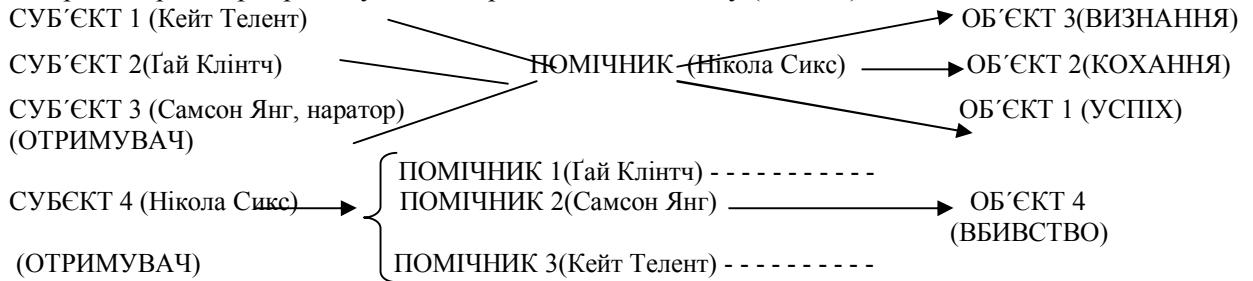 СУБ´ЄКТ 1 (Кейт Телент) ОБ´ЄКТ 3(ВИЗНАННЯ)
СУБ´ЄКТ 2(Ґай Клінтч) ПОМІЧНИК (Нікола Сикс) ОБ´ЄКТ 2(КОХАННЯ)
СУБ´ЄКТ 3 (Самсон Янг, наратор) ОБ´ЄКТ 1 (УСПІХ)
(ОТРИМУВАЧ)
ПОМІЧНИК 1(Ґай Клінтч) - - - - - - - - - - -
СУБЄКТ 4 (Нікола Сикс) ПОМІЧНИК 2(Самсон Янг) ОБ´ЄКТ 4
(ВБИВСТВО)
(ОТРИМУВАЧ) ПОМІЧНИК 3(Кейт Телент) - - - - - - - - -